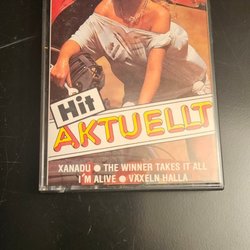 Hit
AKTUELLT
XANADU ● THE WINNER TAKES IT ALL
I'M ALIVE ● VÄXELN HALLÅ